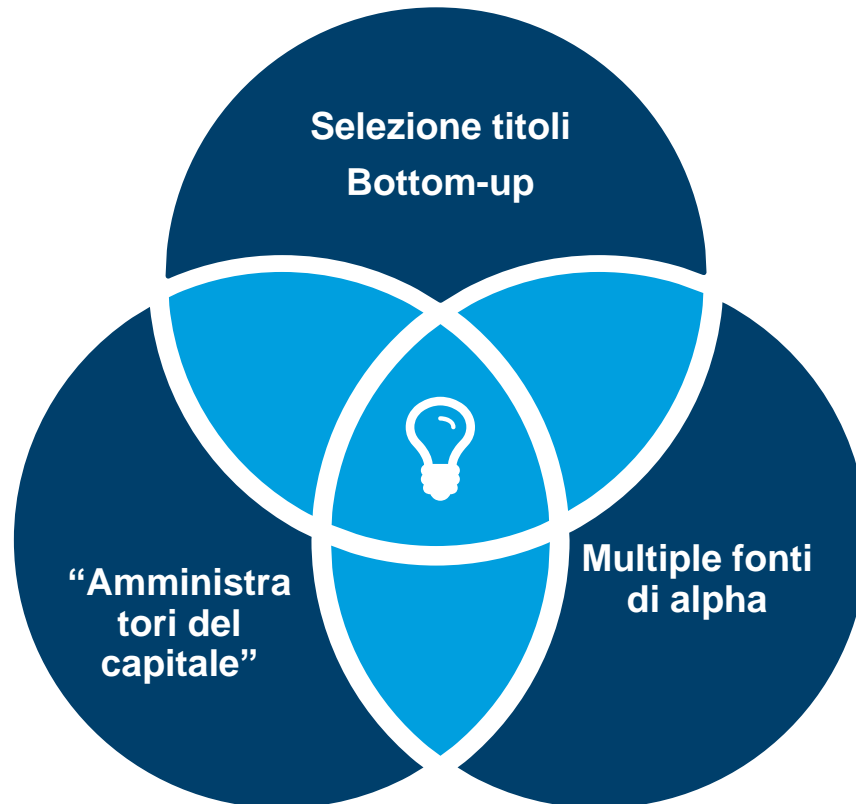 Selezione titoli
Bottom-up
“Amministra
tori del
capitale”
Multiple fonti
di alpha